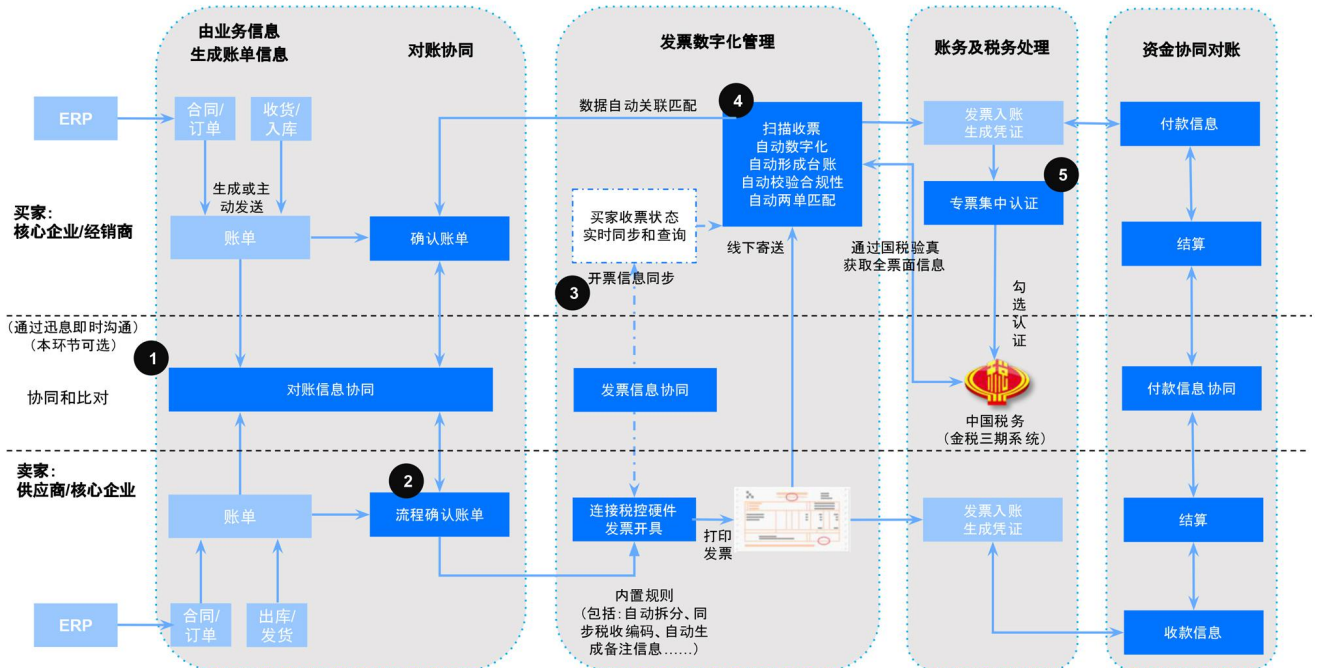 由业务信息
生成账单信息
对账协同
发票数字化管理
账务及税务处理
资金协同对账
ERP
合同/
订单
收货/
入库
数据自动关联匹配
4
扫描收票
自动数字化
自动形成台账
自动校验合规性
自动两单匹配
发票入账
生成凭证
付款信息
生成或主
动发送
买家：
核心企业/经销商
账单
确认账单
买家收票状态
实时同步和查询
线下寄送
通过国税验真
获取全票面信息
5
专票集中认证
结算
3
开票信息同步
勾
选
认
证
（通过迅息即时沟通）
（本环节可选）
1
协同和比对
对账信息协同
发票信息协同
中国税务
（金税三期系统）
付款信息协同
卖家：
供应商/核心企业
2
账单
流程确认账单
连接税控硬件
发票开具
打印
发票
发票入账
生成凭证
结算
ERP
合同/
订单
出库/
发货
内置规则
（包括：自动拆分、同
步税收编码、自动生
成备注信息……）
收款信息